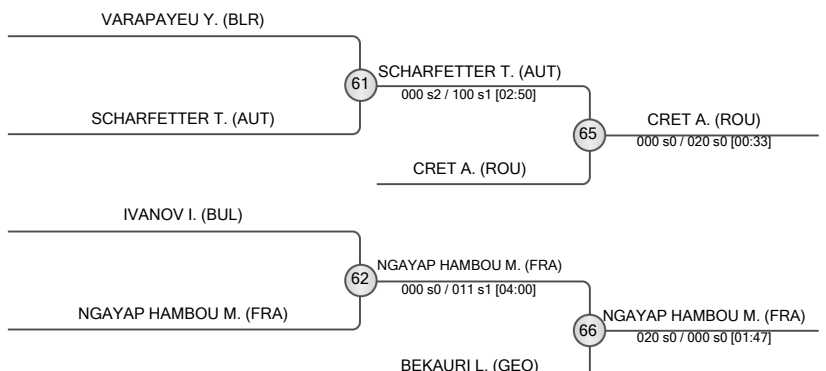 VARAPAYEU Y. (BLR)
61
SCHARFETTER T. (AUT)
000 s2 / 100 s1 [02:50]
SCHARFETTER T. (AUT)
65
CRET A. (ROU)
000 s0 / 020 s0 [00:33]
CRET A. (ROU)
IVANOV I. (BUL)
62
NGAYAP HAMBOU M. (FRA)
000 s0 / 011 s1 [04:00]
NGAYAP HAMBOU M. (FRA)
66
NGAYAP HAMBOU M. (FRA)
020 s0 / 000 s0 [01:47]
BEKAURI L. (GEO)